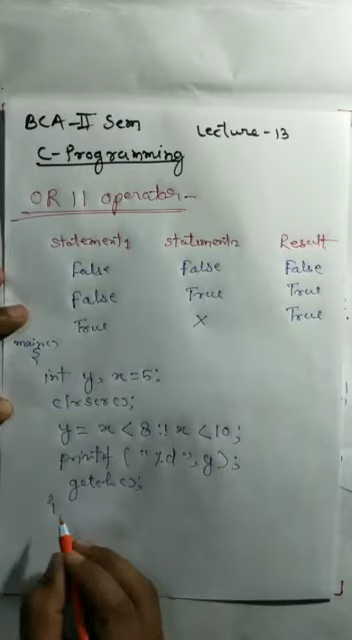 BCA-II Sem Lecture-13
C-Programming
OR || operator-
Statement1 Statement2 Result
False False False
False True True
True X True
main()
{
int y, x=5;
clrscr();
y= x<8 || x<10;
printf ("%d", y);
getch();
}